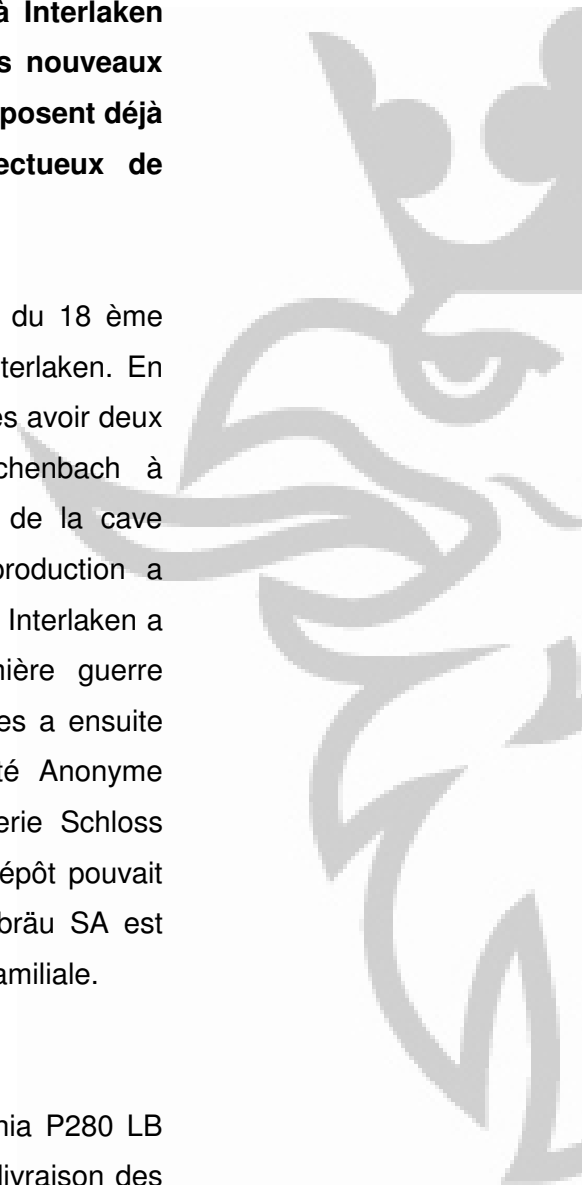 à Interlaken
s nouveaux
posent déjà
ectueux de
du 18 ème
terlaken. En
es avoir deux
chenbach à
de la cave
production a
Interlaken a
mière guerre
es a ensuite
té Anonyme
erie Schloss
épôt pouvait
bräu SA est
amiliale.
nia P280 LB
livraison des